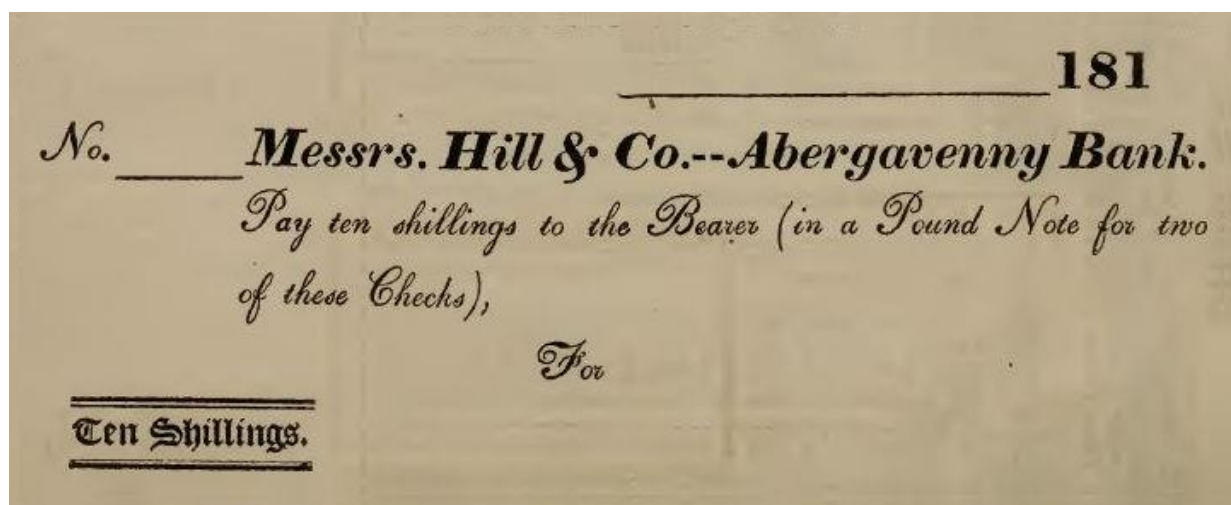 181
No. Messrs. Hill & Co.--Abergavenny Bank.
Pay ten shillings to the Bearer (in a Pound Note for two
of these Checks),
For
Ten Shillings.